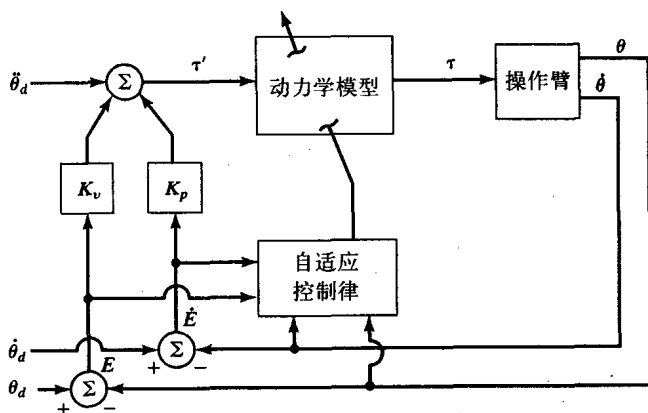 θ̈_d
Σ
τ′
动力学模型
τ
操作臂
θ
θ̇
K_v
K_p
自适应
控制律
Ė
θ̇_d
+
Σ
−
E
θ_d
+
Σ
−